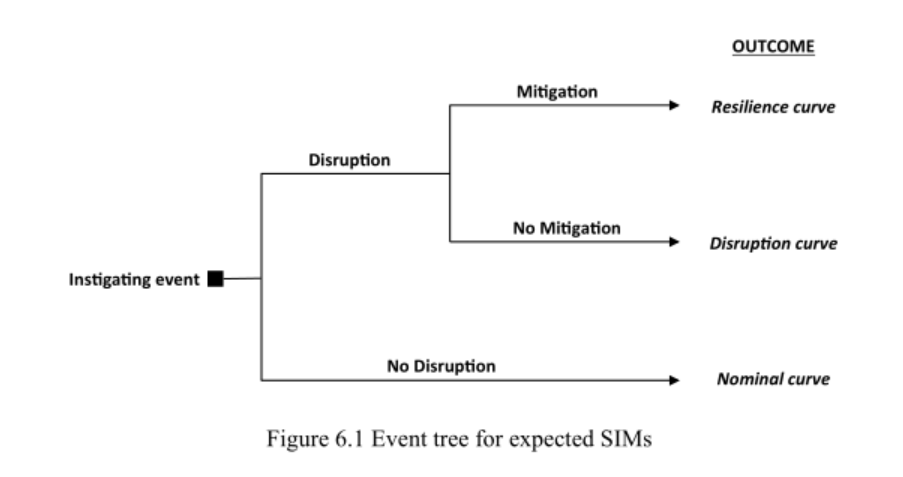 OUTCOME
Mitigation
Resilience curve
Disruption
No Mitigation
Disruption curve
Instigating event
No Disruption
Nominal curve
Figure 6.1 Event tree for expected SIMs